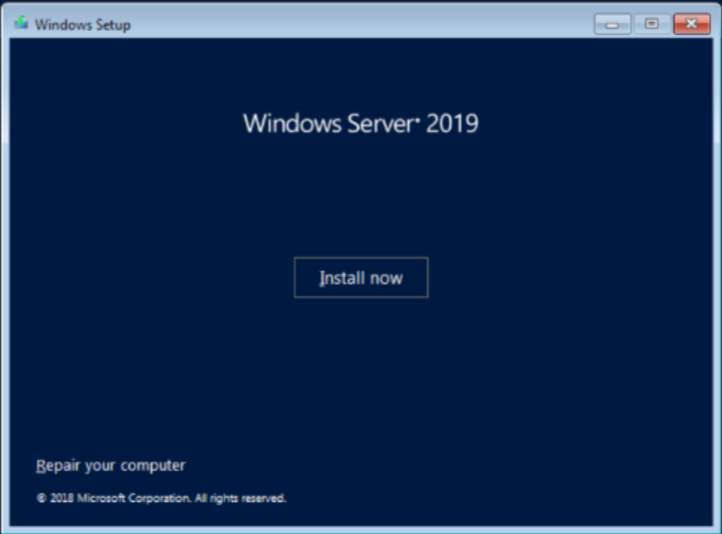 Windows Setup
Windows Server® 2019
Install now
Repair your computer
© 2018 Microsoft Corporation. All rights reserved.